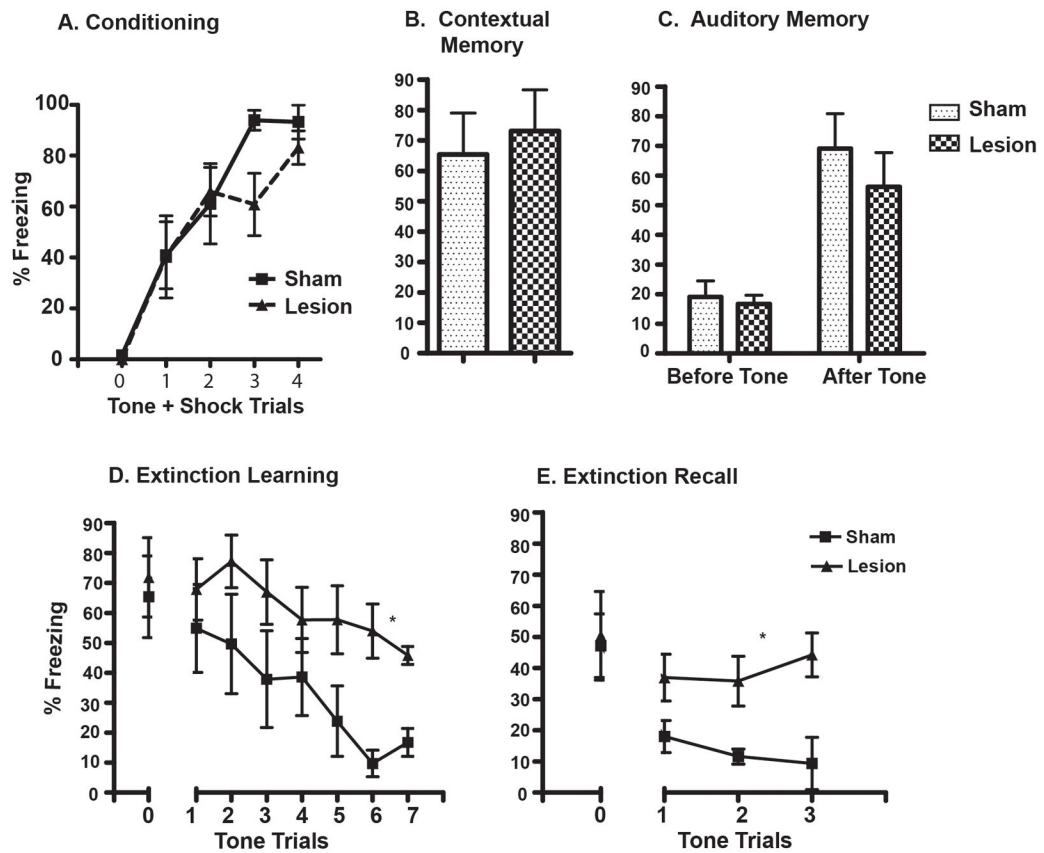 A. Conditioning
% Freezing
100
80
60
40
20
0
0 1 2 3 4
Tone + Shock Trials
Sham
Lesion
B. Contextual
Memory
90
80
70
60
50
40
30
20
10
0
C. Auditory Memory
90
80
70
60
50
40
30
20
10
0
Before Tone After Tone
Sham
Lesion
D. Extinction Learning
% Freezing
90
80
70
60
50
40
30
20
10
0
*
0 1 2 3 4 5 6 7
Tone Trials
E. Extinction Recall
90
80
70
60
50
40
30
20
10
0
*
0 1 2 3
Tone Trials
Sham
Lesion